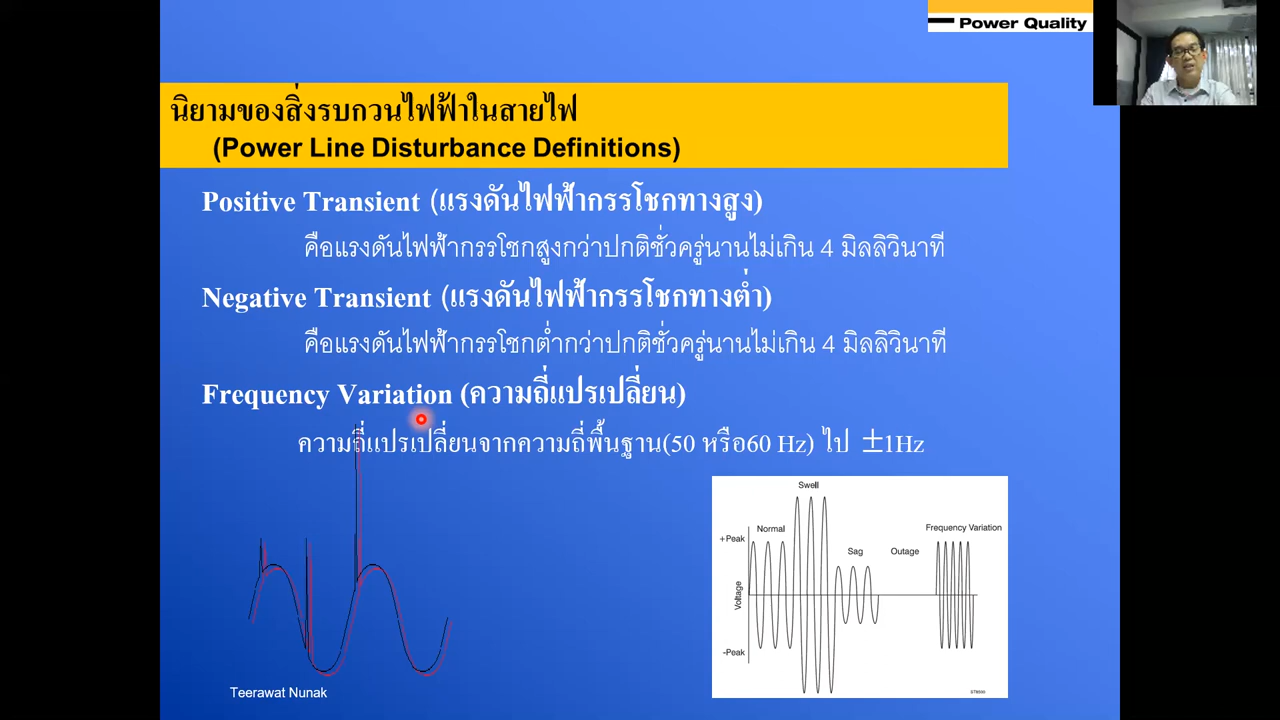 Power Quality
นิยามของสิ่งรบกวนไฟฟ้าในสายไฟ
(Power Line Disturbance Definitions)
Positive Transient (แรงดันไฟฟ้ากรรโชกทางสูง)
คือแรงดันไฟฟ้ากรรโชกสูงกว่าปกติชั่วครู่นานไม่เกิน 4 มิลลิวินาที
Negative Transient (แรงดันไฟฟ้ากรรโชกทางต่ำ)
คือแรงดันไฟฟ้ากรรโชกต่ำกว่าปกติชั่วครู่นานไม่เกิน 4 มิลลิวินาที
Frequency Variation (ความถี่แปรเปลี่ยน)
ความถี่แปรเปลี่ยนจากความถี่พื้นฐาน(50 หรือ60 Hz) ไป ±1Hz
Swell
Normal
Frequency Variation
+Peak
Sag
Outage
Voltage
-Peak
Teerawat Nunak